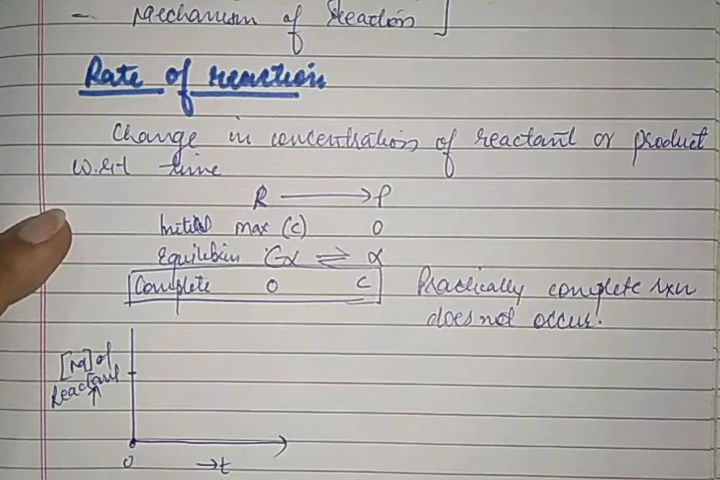 - Mechanism of Reaction ]
Rate of reaction
Change in concentration of reactant or product
w.r.t time
R ⟶ P
Initial max (c) 0
Equilibrium C-α ⇌ α
Complete 0 C Practically complete rxn
does not occur.
[M] of
Reactant ↑
0 → t